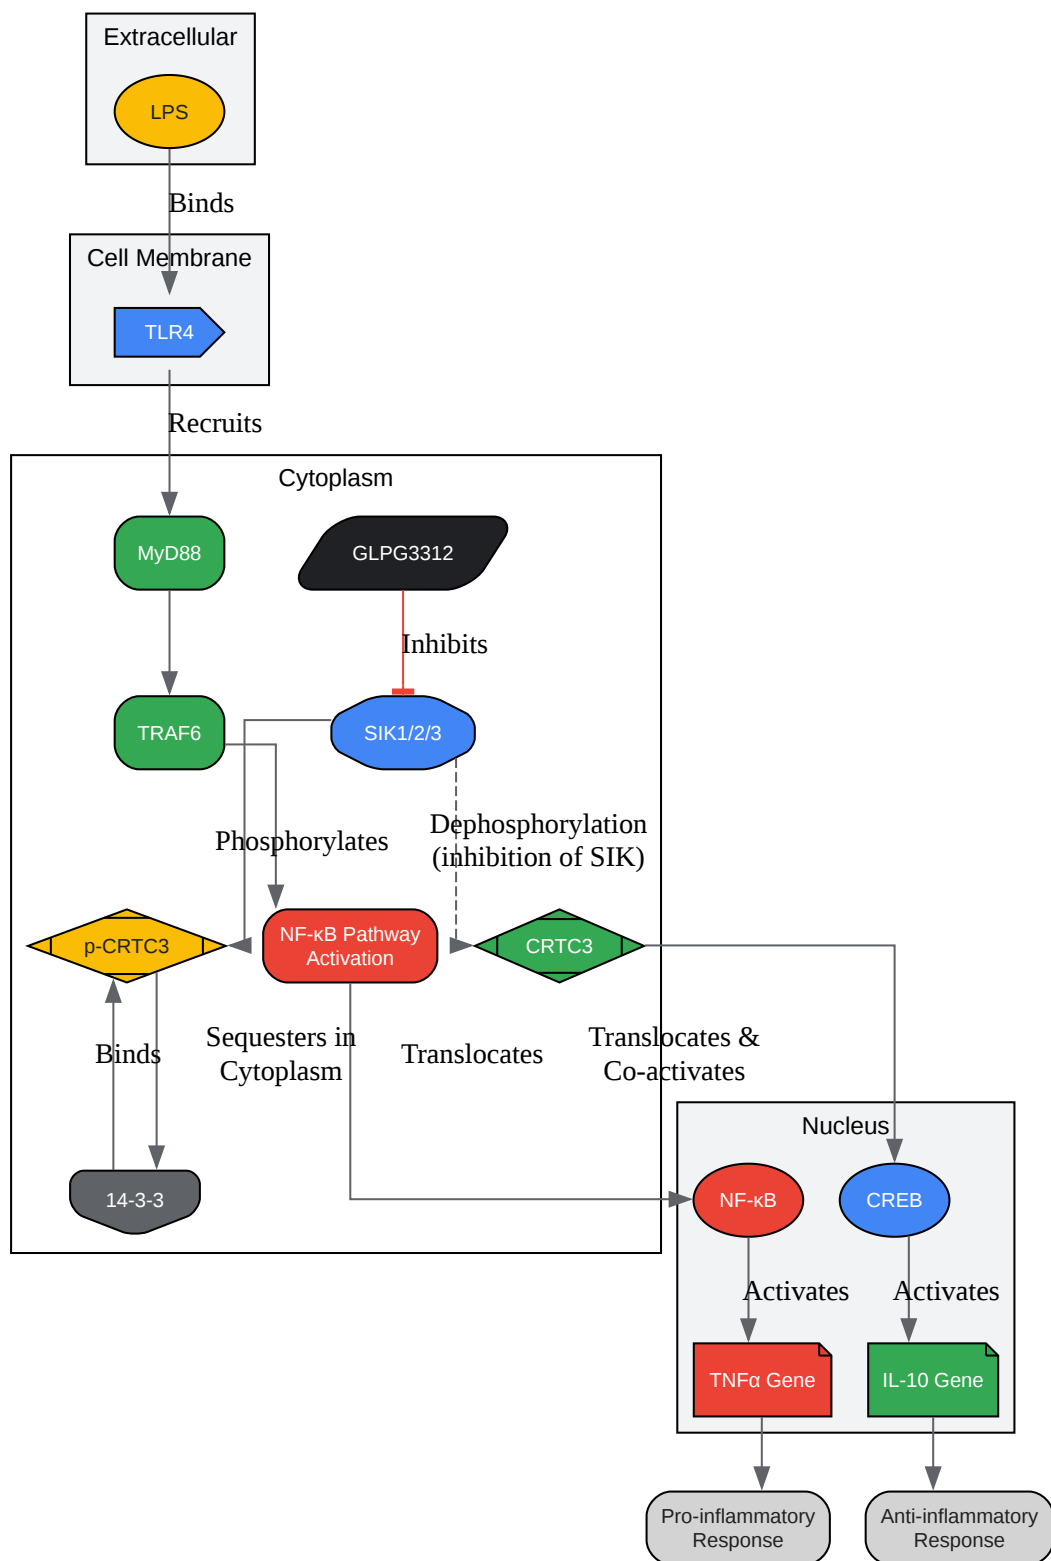 Extracellular
LPS
Binds
Cell Membrane
TLR4
Recruits
Cytoplasm
MyD88
GLPG3312
Inhibits
TRAF6
SIK1/2/3
Phosphorylates
Dephosphorylation
(inhibition of SIK)
p-CRTC3
NF-κB Pathway
Activation
CRTC3
Binds
Sequesters in
Cytoplasm
Translocates
Translocates &
Co-activates
Nucleus
14-3-3
NF-κB
CREB
Activates
Activates
TNFα Gene
IL-10 Gene
Pro-inflammatory
Response
Anti-inflammatory
Response